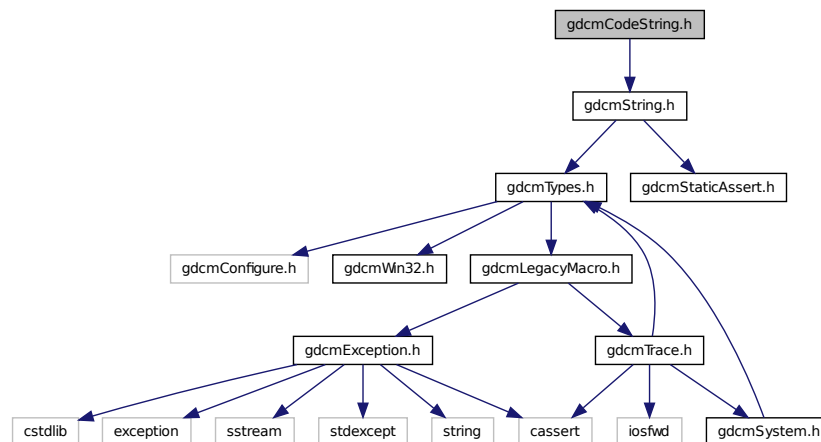 gdcmCodeString.h
gdcmString.h
gdcmTypes.h
gdcmStaticAssert.h
gdcmConfigure.h
gdcmWin32.h
gdcmLegacyMacro.h
gdcmException.h
gdcmTrace.h
cstdlib
exception
sstream
stdexcept
string
cassert
iosfwd
gdcmSystem.h